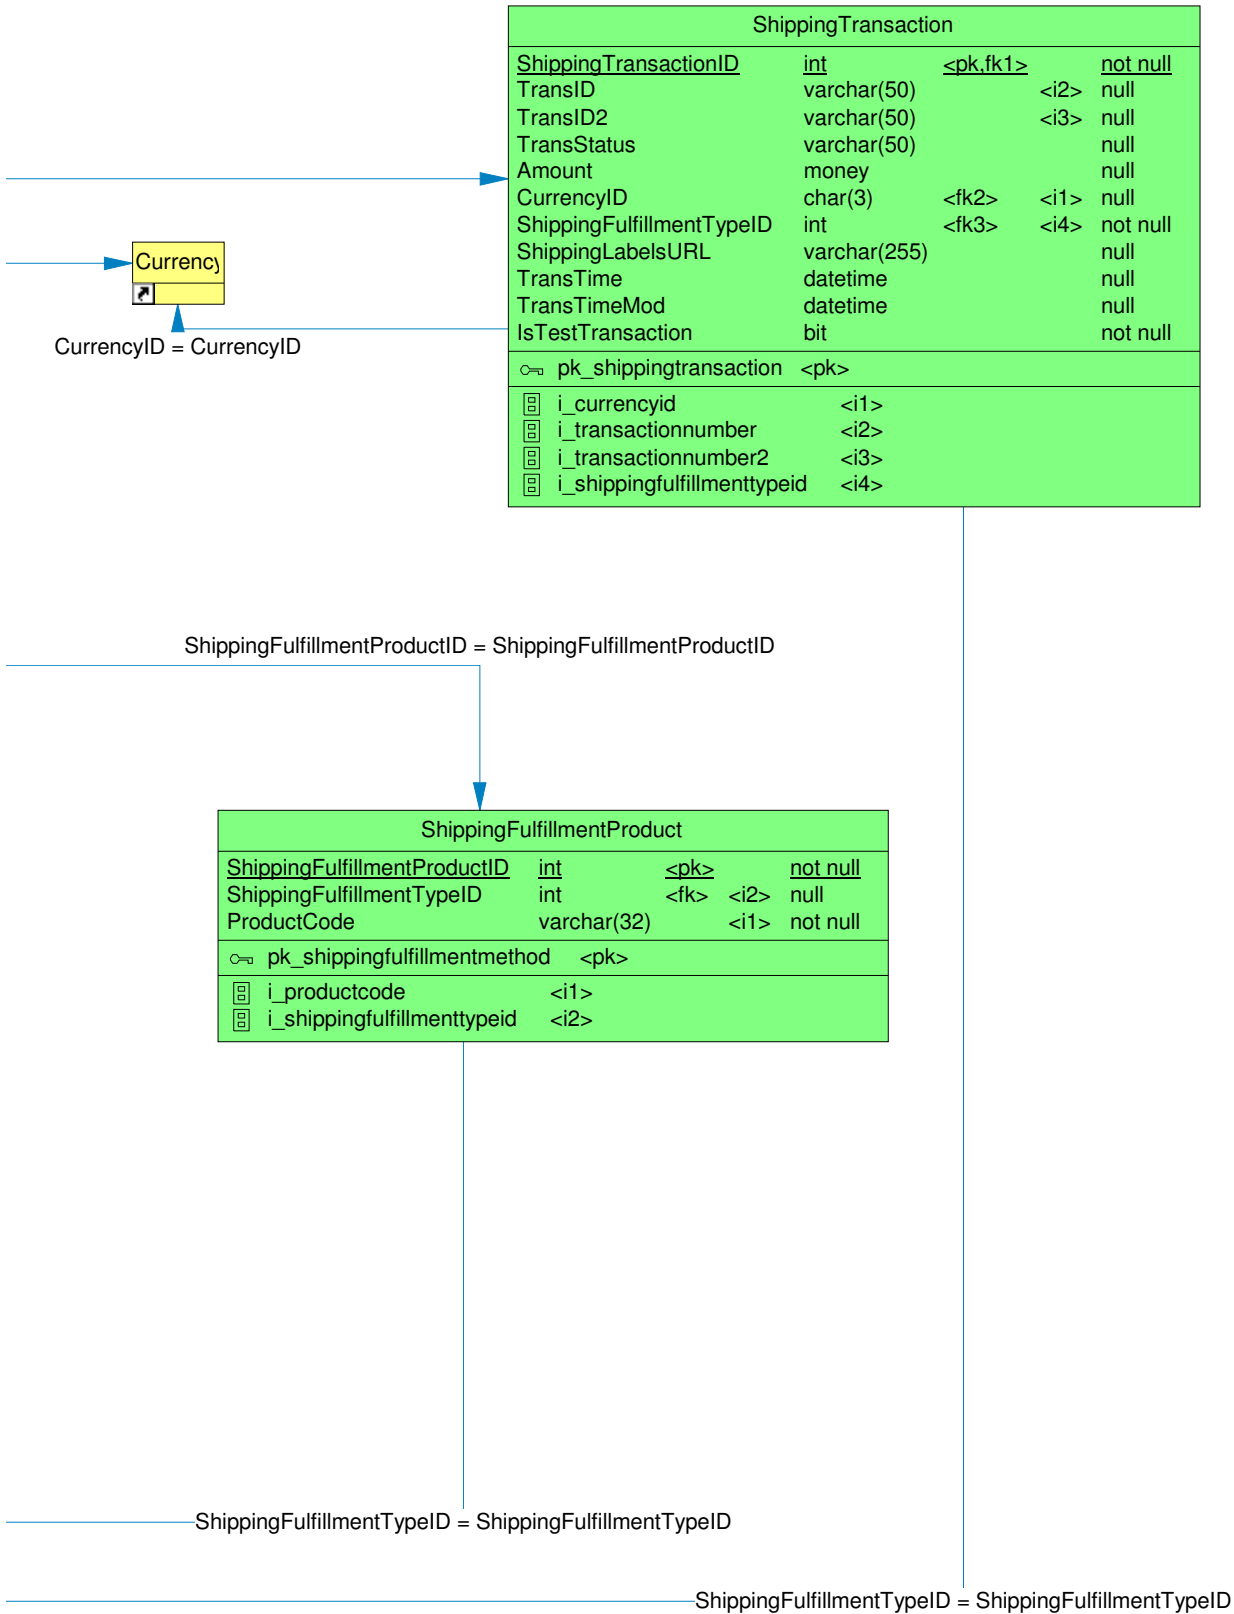 ShippingTransaction
ShippingTransactionID int <pk,fk1> not null
TransID varchar(50) <i2> null
TransID2 varchar(50) <i3> null
TransStatus varchar(50) null
Amount money null
CurrencyID char(3) <fk2> <i1> null
ShippingFulfillmentTypeID int <fk3> <i4> not null
ShippingLabelsURL varchar(255) null
TransTime datetime null
TransTimeMod datetime null
IsTestTransaction bit not null
pk_shippingtransaction <pk>
i_currencyid <i1>
i_transactionnumber <i2>
i_transactionnumber2 <i3>
i_shippingfulfillmenttypeid <i4>
Currency
CurrencyID = CurrencyID
ShippingFulfillmentProductID = ShippingFulfillmentProductID
ShippingFulfillmentProduct
ShippingFulfillmentProductID int <pk> not null
ShippingFulfillmentTypeID int <fk> <i2> null
ProductCode varchar(32) <i1> not null
pk_shippingfulfillmentmethod <pk>
i_productcode <i1>
i_shippingfulfillmenttypeid <i2>
ShippingFulfillmentTypeID = ShippingFulfillmentTypeID
ShippingFulfillmentTypeID = ShippingFulfillmentTypeID